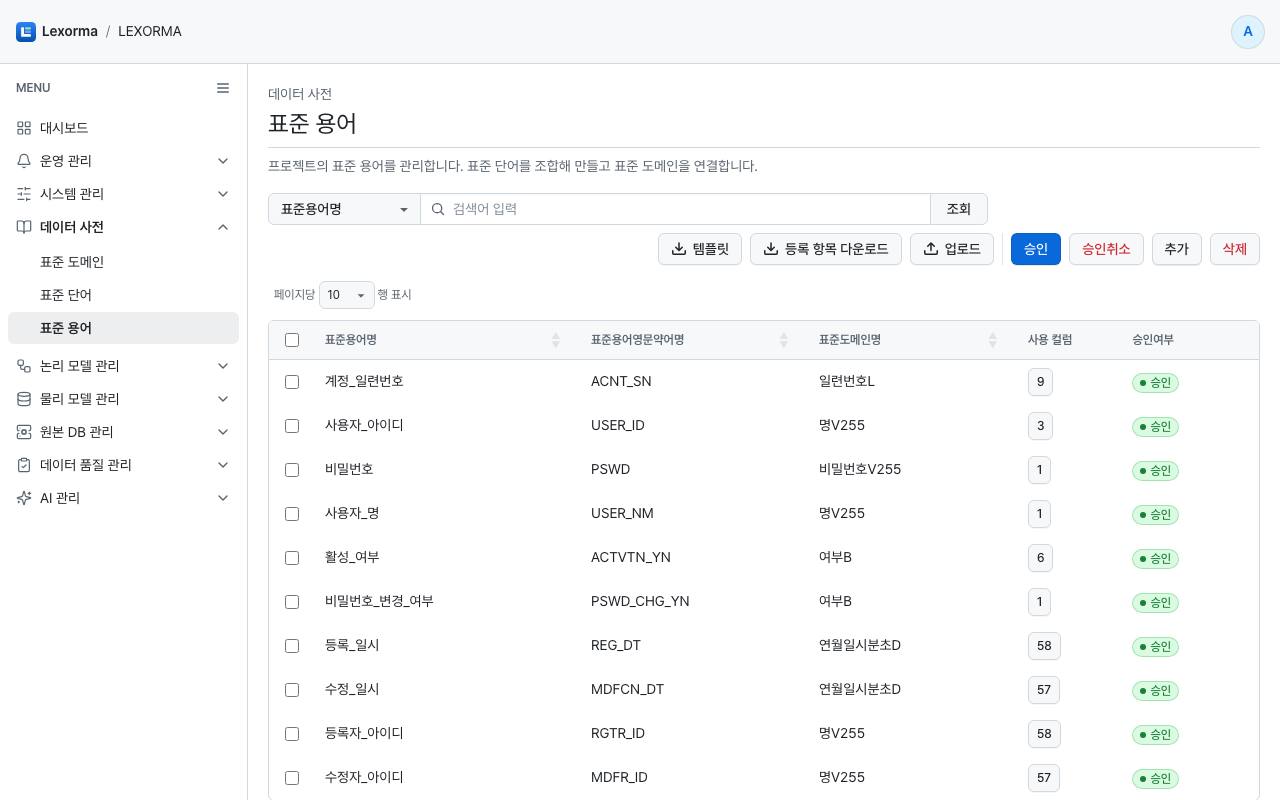 Lexorma / LEXORMA
A
MENU
대시보드
운영 관리
시스템 관리
데이터 사전
표준 도메인
표준 단어
표준 용어
논리 모델 관리
물리 모델 관리
원본 DB 관리
데이터 품질 관리
AI 관리
데이터 사전
표준 용어
프로젝트의 표준 용어를 관리합니다. 표준 단어를 조합해 만들고 표준 도메인을 연결합니다.
표준용어명 검색어 입력 조회
템플릿 등록 항목 다운로드 업로드 승인 승인취소 추가 삭제
페이지당 10 행 표시
표준용어명 표준용어영문약어명 표준도메인명 사용 컬럼 승인여부
계정_일련번호 ACNT_SN 일련번호L 9 승인
사용자_아이디 USER_ID 명V255 3 승인
비밀번호 PSWD 비밀번호V255 1 승인
사용자_명 USER_NM 명V255 1 승인
활성_여부 ACTVTN_YN 여부B 6 승인
비밀번호_변경_여부 PSWD_CHG_YN 여부B 1 승인
등록_일시 REG_DT 연월일시분초D 58 승인
수정_일시 MDFCN_DT 연월일시분초D 57 승인
등록자_아이디 RGTR_ID 명V255 58 승인
수정자_아이디 MDFR_ID 명V255 57 승인